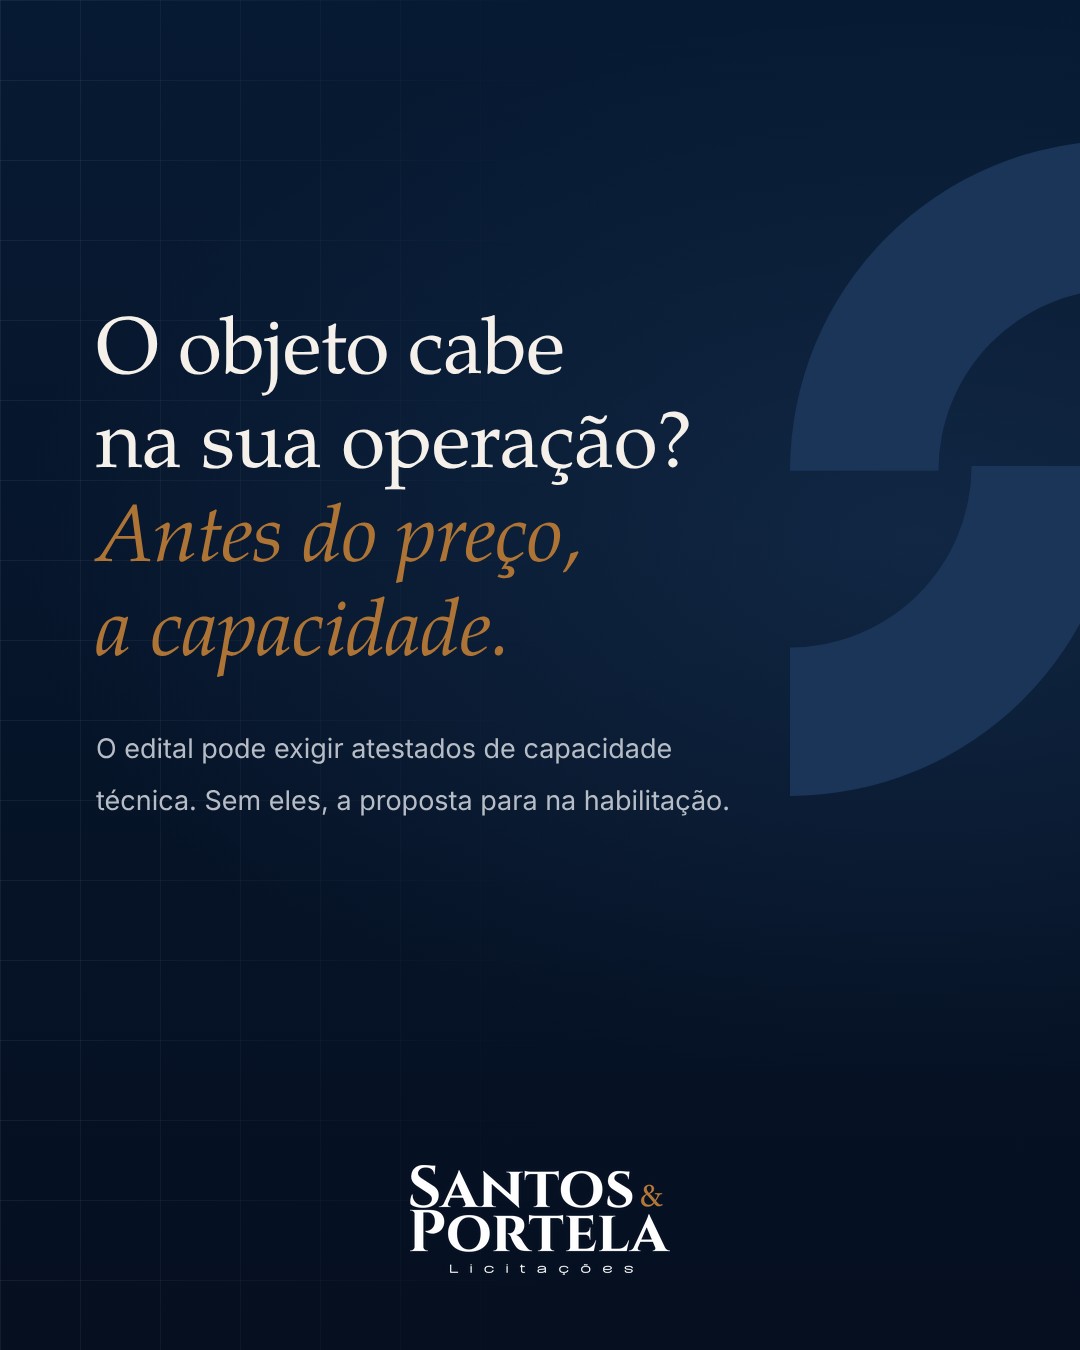 O objeto cabe
na sua operação?
Antes do preço,
a capacidade.
O edital pode exigir atestados de capacidade
técnica. Sem eles, a proposta para na habilitação.
SANTOS &
PORTELA
Licitações